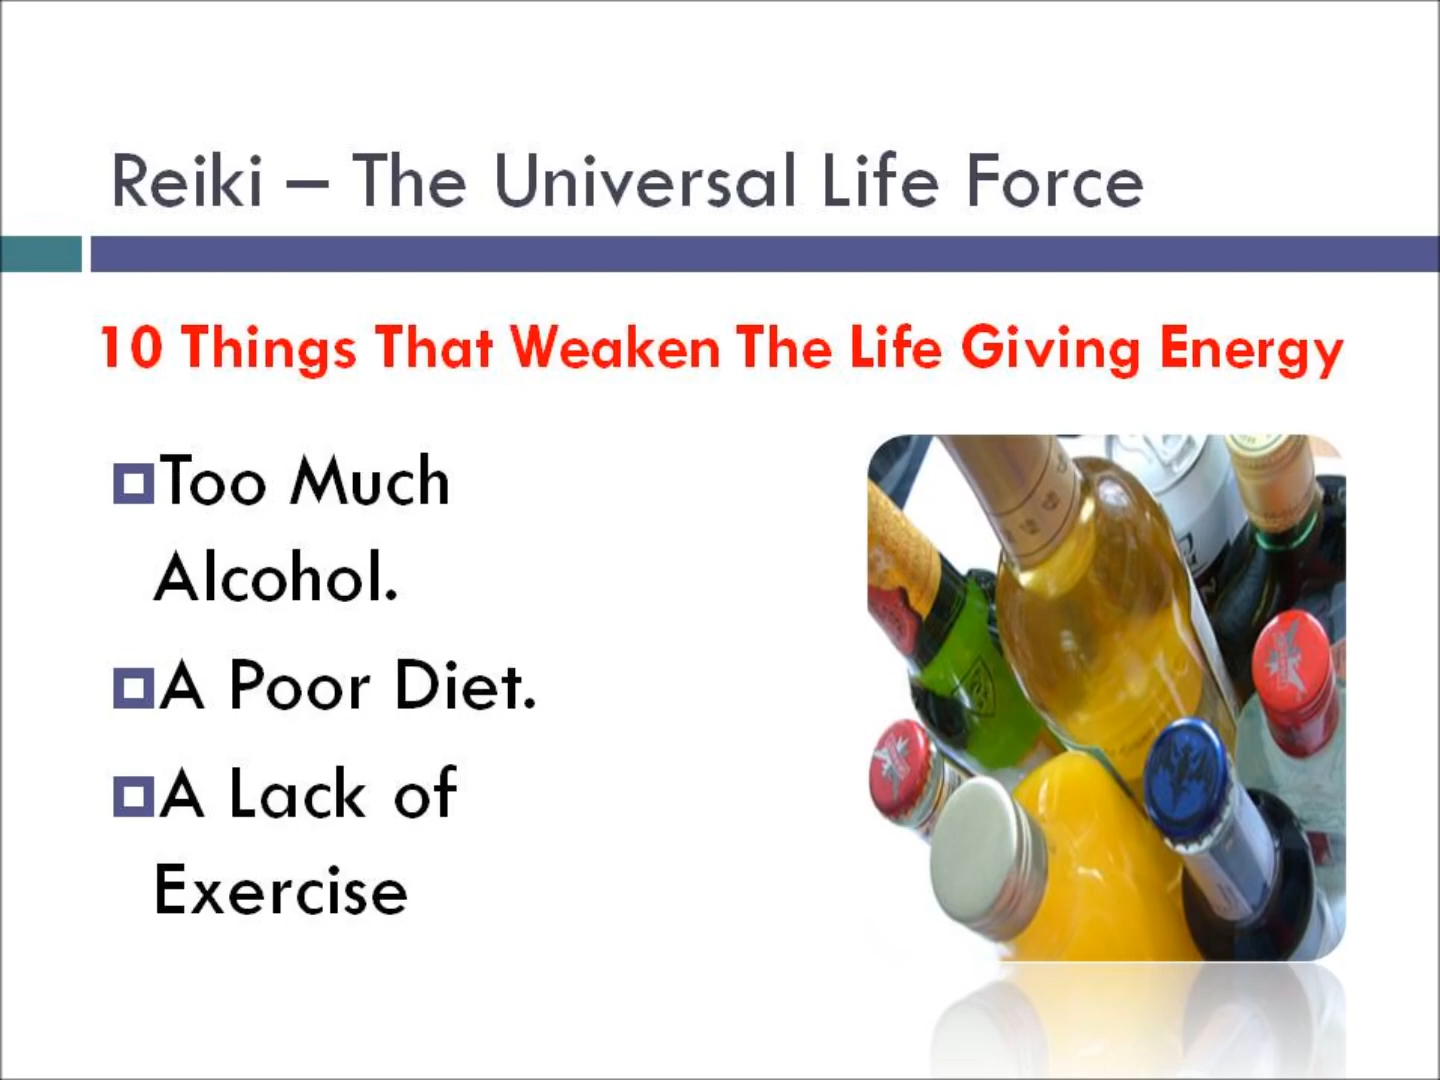 Reiki – The Universal Life Force
10 Things That Weaken The Life Giving Energy
Too Much
Alcohol.
A Poor Diet.
A Lack of
Exercise